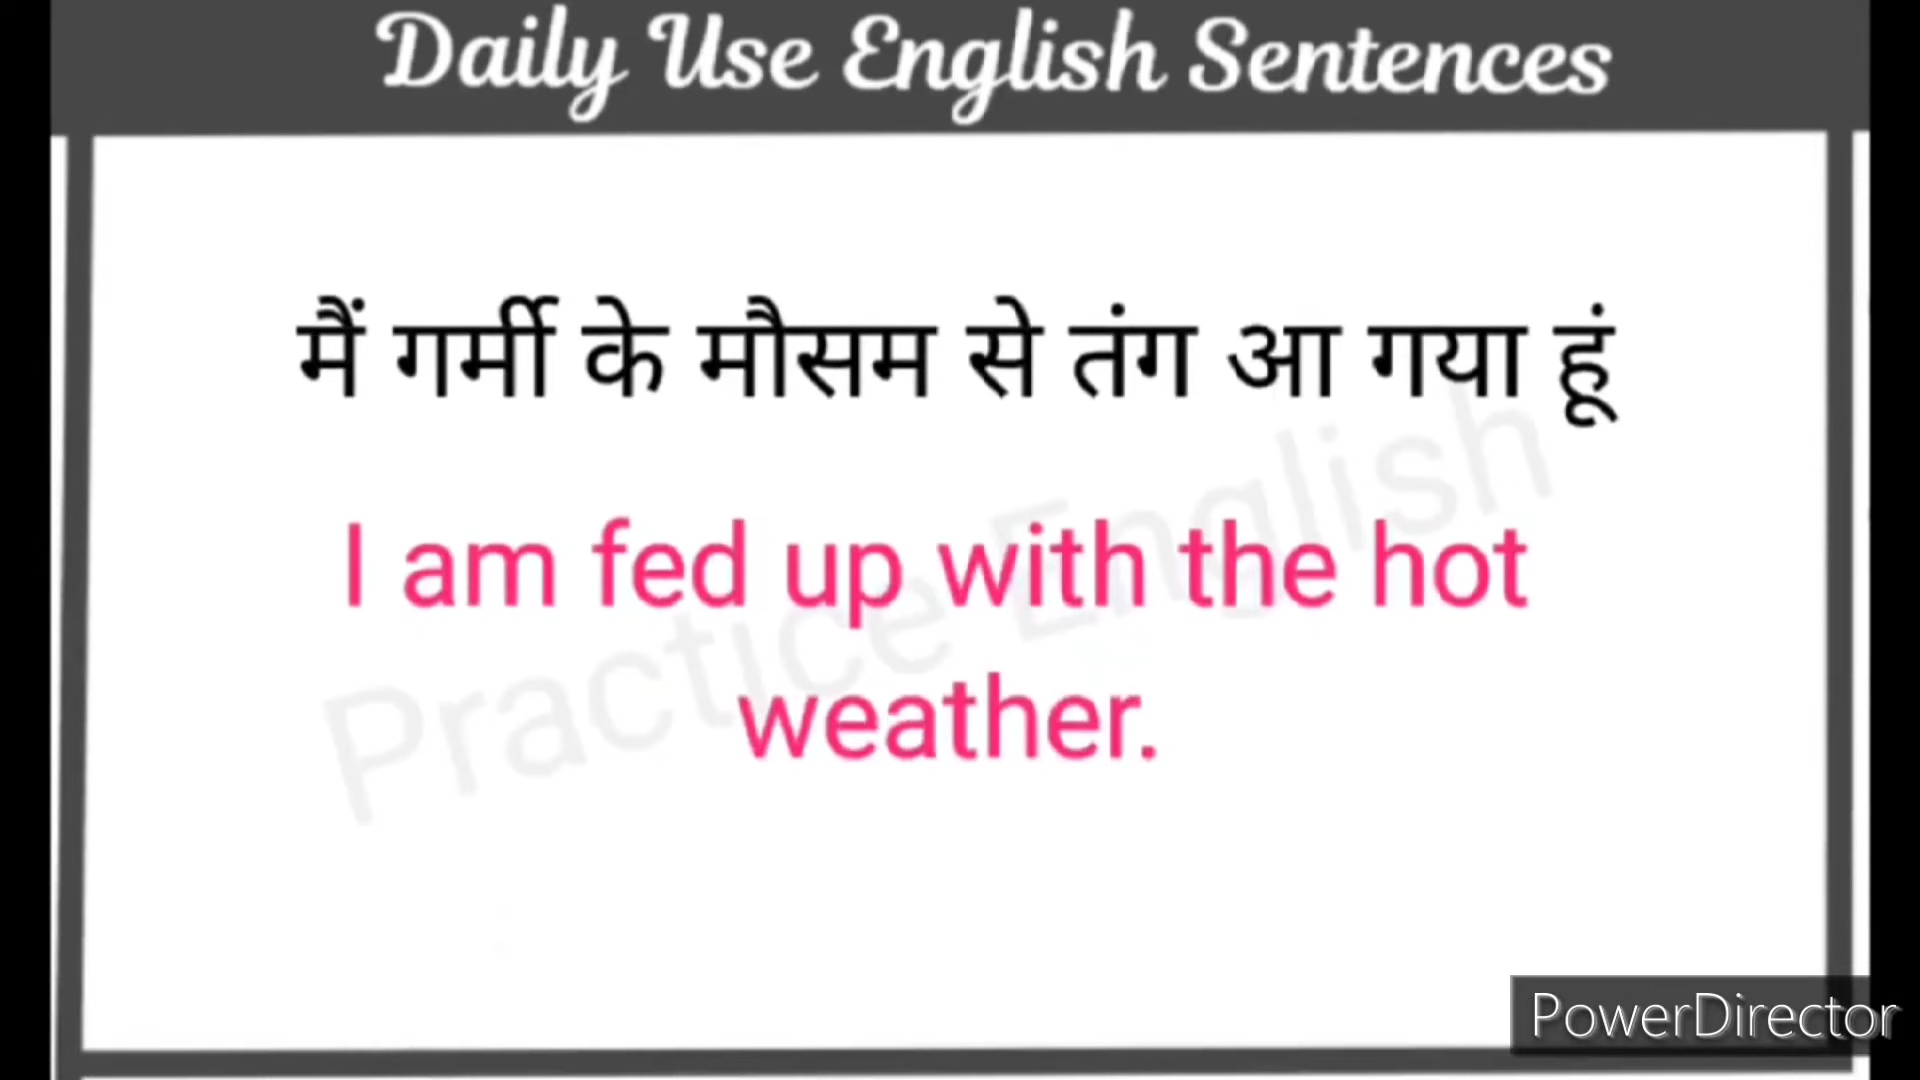 Daily Use English Sentences
मैं गर्मी के मौसम से तंग आ गया हूं
I am fed up with the hot
weather.
Practice English
PowerDirector